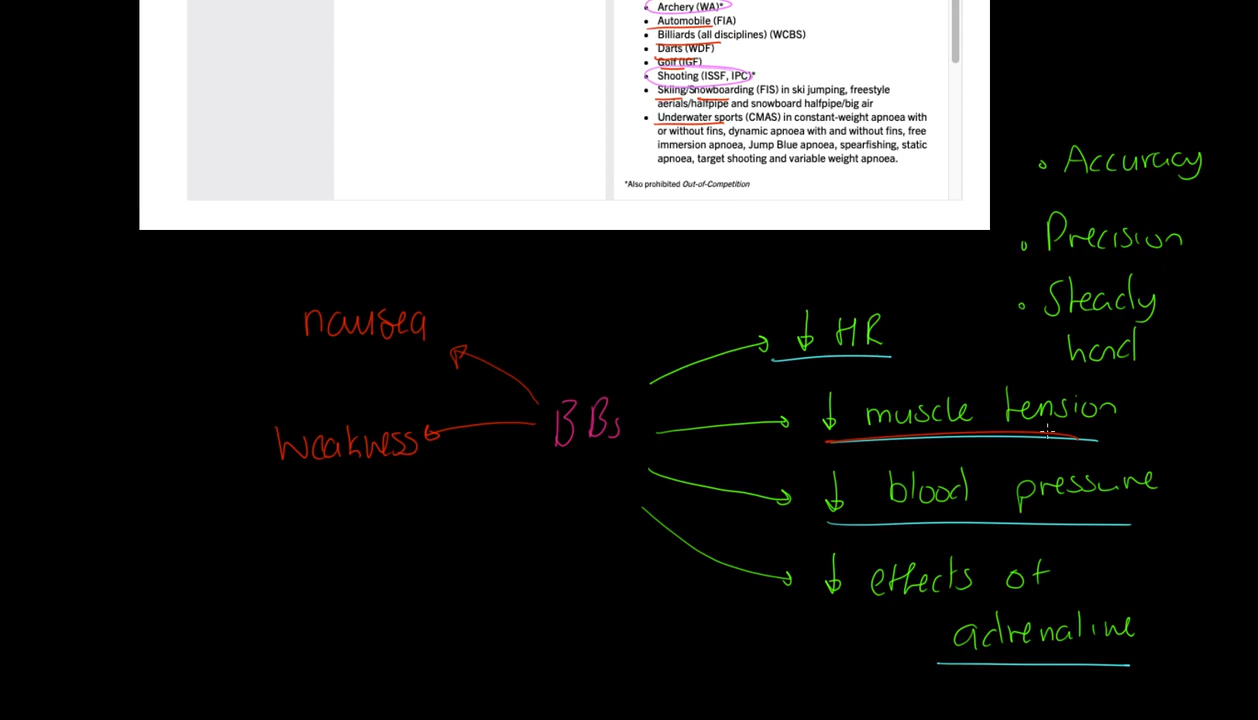 • Archery (WA)*
• Automobile (FIA)
• Billiards (all disciplines) (WCBS)
• Darts (WDF)
• Golf (IGF)
• Shooting (ISSF, IPC)*
• Skiing/Snowboarding (FIS) in ski jumping, freestyle
aerials/halfpipe and snowboard halfpipe/big air
• Underwater sports (CMAS) in constant-weight apnoea with
or without fins, dynamic apnoea with and without fins, free
immersion apnoea, Jump Blue apnoea, spearfishing, static
apnoea, target shooting and variable weight apnoea.
*Also prohibited Out-of-Competition
• Accuracy
• Precision
• Steady
hand
nausea
weakness
BBs
↓ HR
↓ muscle tension
↓ blood pressure
↓ effects of
adrenaline